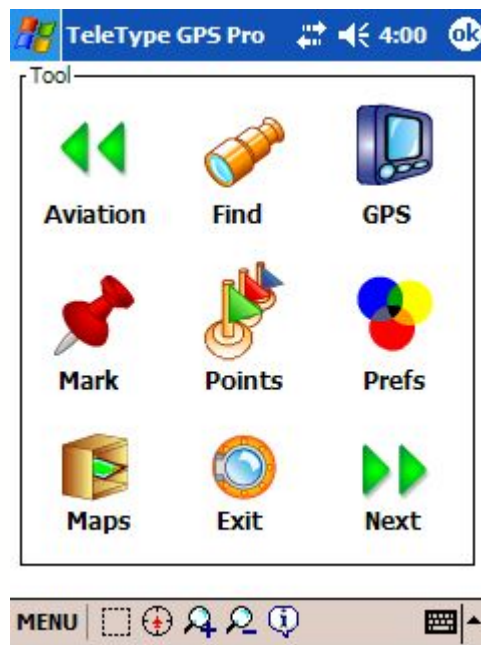 TeleType GPS Pro 4:00 ok
Tool
Aviation Find GPS
Mark Points Prefs
Maps Exit Next
MENU